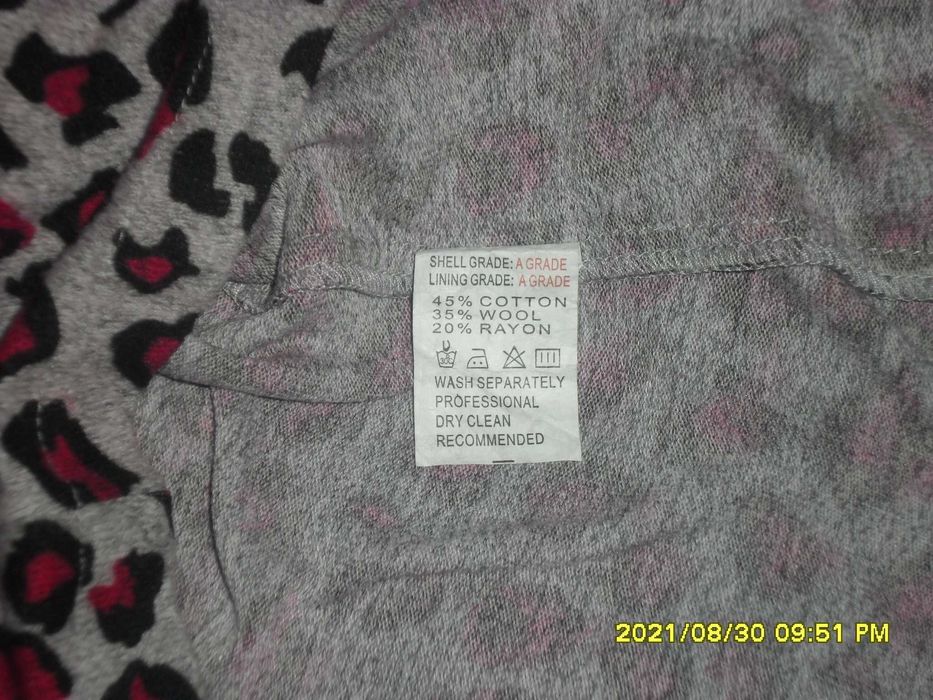 SHELL GRADE: A GRADE
LINING GRADE: A GRADE
45% COTTON
35% WOOL
20% RAYON
WASH SEPARATELY
PROFESSIONAL
DRY CLEAN
RECOMMENDED
2021/08/30 09:51 PM